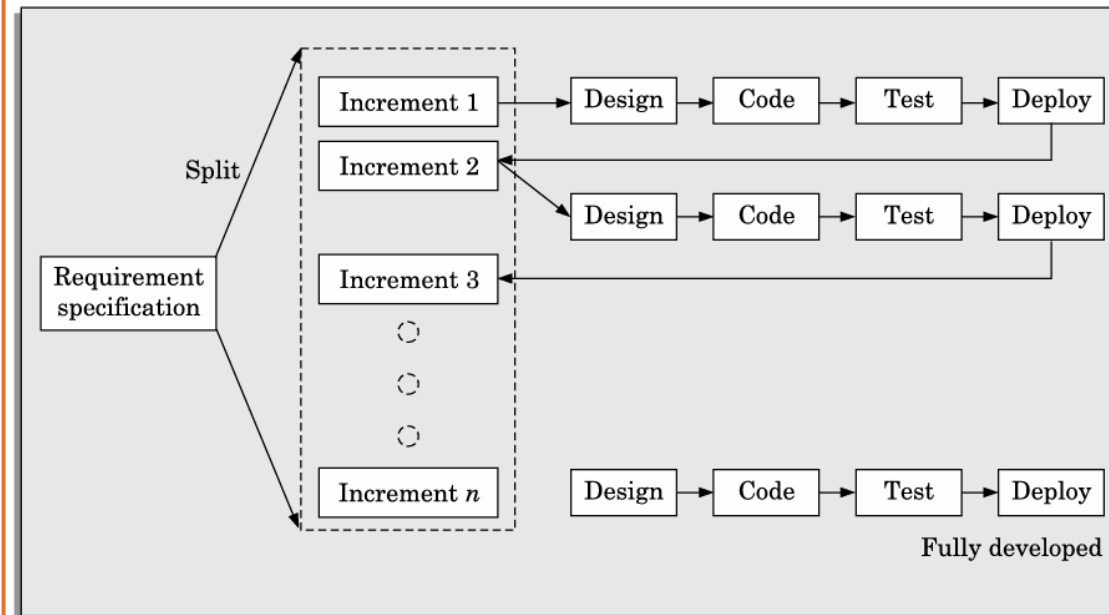 Increment 1
Design
Code
Test
Deploy
Split
Increment 2
Design
Code
Test
Deploy
Requirement
specification
Increment 3
Increment n
Design
Code
Test
Deploy
Fully developed